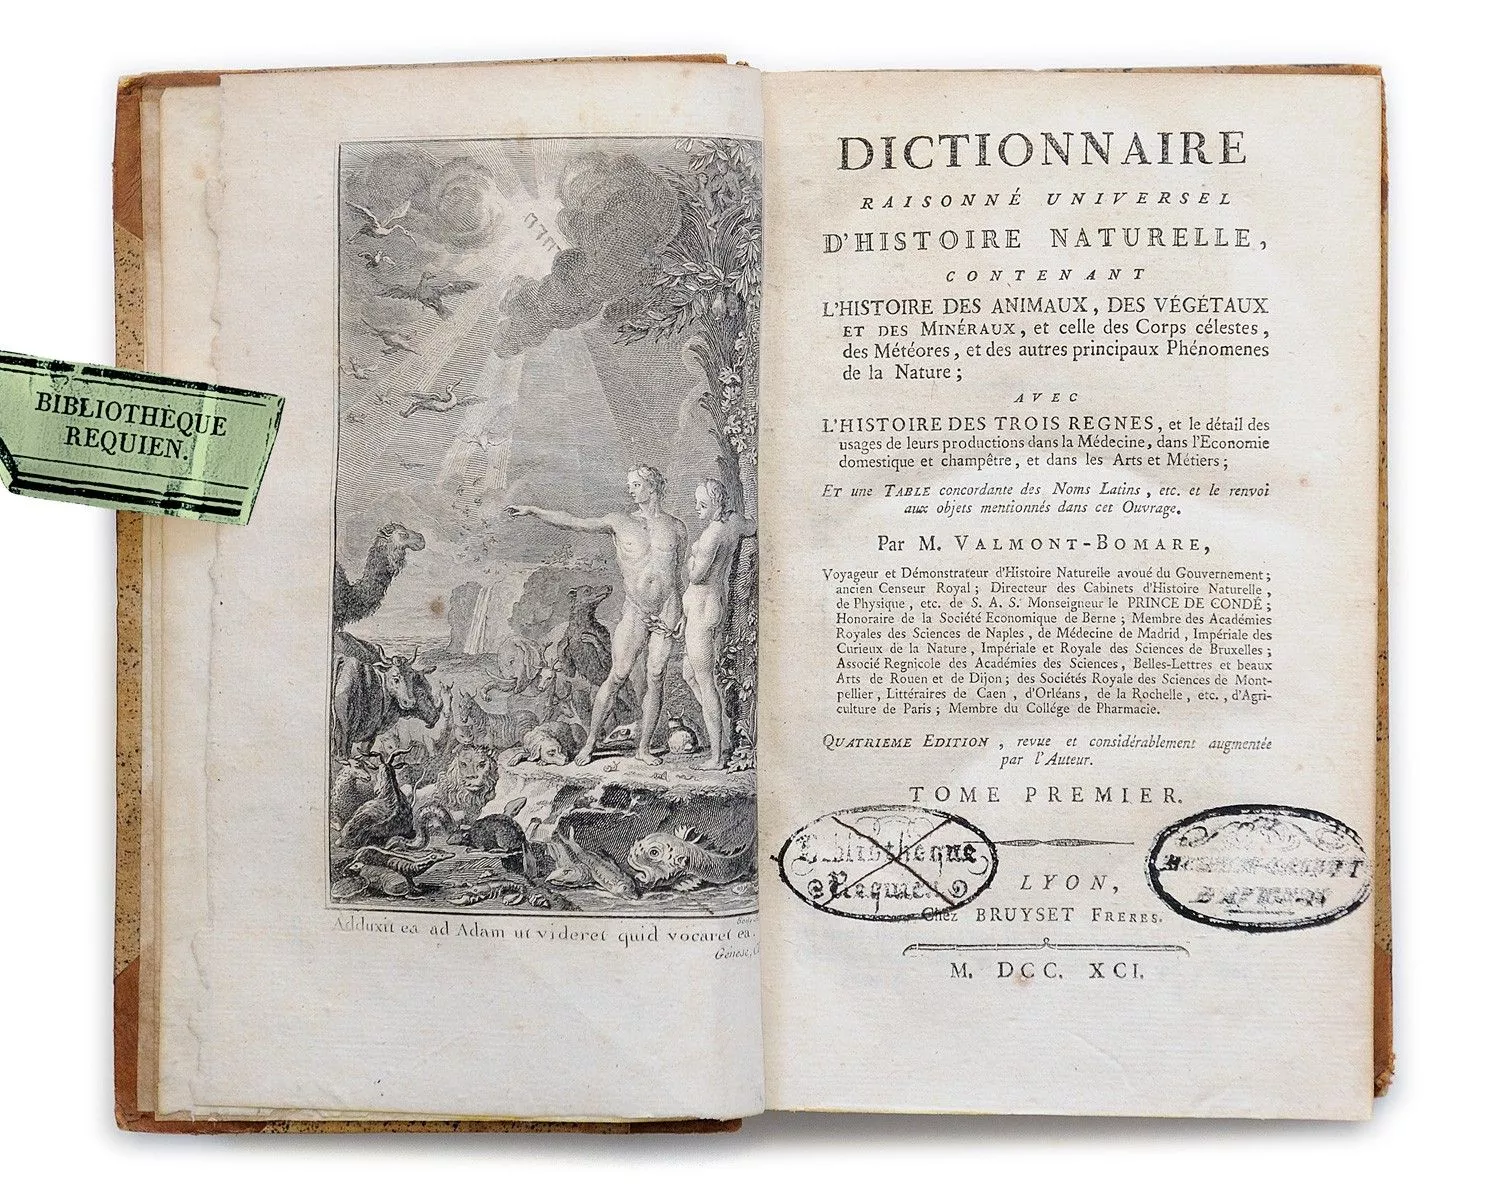 BIBLIOTHÈQUE
REQUIEN.
Adduxit ea ad Adam ut videret quid vocaret ea.
Génese, C
DICTIONNAIRE
RAISONNÉ UNIVERSEL
D'HISTOIRE NATURELLE,
CONTENANT
L'HISTOIRE DES ANIMAUX, DES VÉGÉTAUX
ET DES MINÉRAUX, et celle des Corps célestes,
des Météores, et des autres principaux Phénomenes
de la Nature;
AVEC
L'HISTOIRE DES TROIS REGNES, et le détail des
usages de leurs productions dans la Médecine, dans l'Economie
domestique et champêtre, et dans les Arts et Métiers;
ET une TABLE concordante des Noms Latins, etc. et le renvoi
aux objets mentionnés dans cet Ouvrage.
Par M. VALMONT-BOMARE,
Voyageur et Démonstrateur d'Histoire Naturelle avoué du Gouvernement;
ancien Censeur Royal; Directeur des Cabinets d'Histoire Naturelle,
de Physique, etc. de S. A. S. Monseigneur le PRINCE DE CONDÉ;
Honoraire de la Société Economique de Berne; Membre des Académies
Royales des Sciences de Naples, de Médecine de Madrid, Impériale des
Curieux de la Nature, Impériale et Royale des Sciences de Bruxelles;
Associé Regnicole des Académies des Sciences, Belles-Lettres et beaux
Arts de Rouen et de Dijon; des Sociétés Royale des Sciences de Mont-
pellier, Littéraires de Caen, d'Orléans, de la Rochelle, etc., d'Agri-
culture de Paris; Membre du Collége de Pharmacie.
QUATRIEME EDITION, revue et considérablement augmentée
par l'Auteur.
TOME PREMIER.
Bibliothèque
Requien
LYON,
Chez BRUYSET FRERES.
M. DCC. XCI.